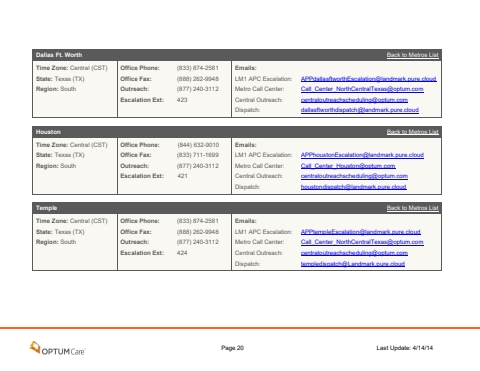 Dallas Ft. Worth Back to Metros List
Time Zone: Central (CST) Office Phone: (833) 874-2581 Emails:
State: Texas (TX) Office Fax: (888) 262-9948 LM1 APC Escalation: APPdallasftworthEscalation@landmark.pure.cloud
Region: South Outreach: (877) 240-3112 Metro Call Center: Call_Center_NorthCentralTexas@optum.com
Escalation Ext: 423 Central Outreach: centraloutreachscheduling@optum.com
Dispatch: dallasftworthdispatch@landmark.pure.cloud
Houston Back to Metros List
Time Zone: Central (CST) Office Phone: (844) 632-9010 Emails:
State: Texas (TX) Office Fax: (833) 711-1699 LM1 APC Escalation: APPhoustonEscalation@landmark.pure.cloud
Region: South Outreach: (877) 240-3112 Metro Call Center: Call_Center_Houston@optum.com
Escalation Ext: 421 Central Outreach: centraloutreachscheduling@optum.com
Dispatch: houstondispatch@landmark.pure.cloud
Temple Back to Metros List
Time Zone: Central (CST) Office Phone: (833) 874-2581 Emails:
State: Texas (TX) Office Fax: (888) 262-9948 LM1 APC Escalation: APPtempleEscalation@landmark.pure.cloud
Region: South Outreach: (877) 240-3112 Metro Call Center: Call_Center_NorthCentralTexas@optum.com
Escalation Ext: 424 Central Outreach: centraloutreachscheduling@optum.com
Dispatch: templedispatch@Landmark.pure.cloud
OPTUMCare Page 20 Last Update: 4/14/14